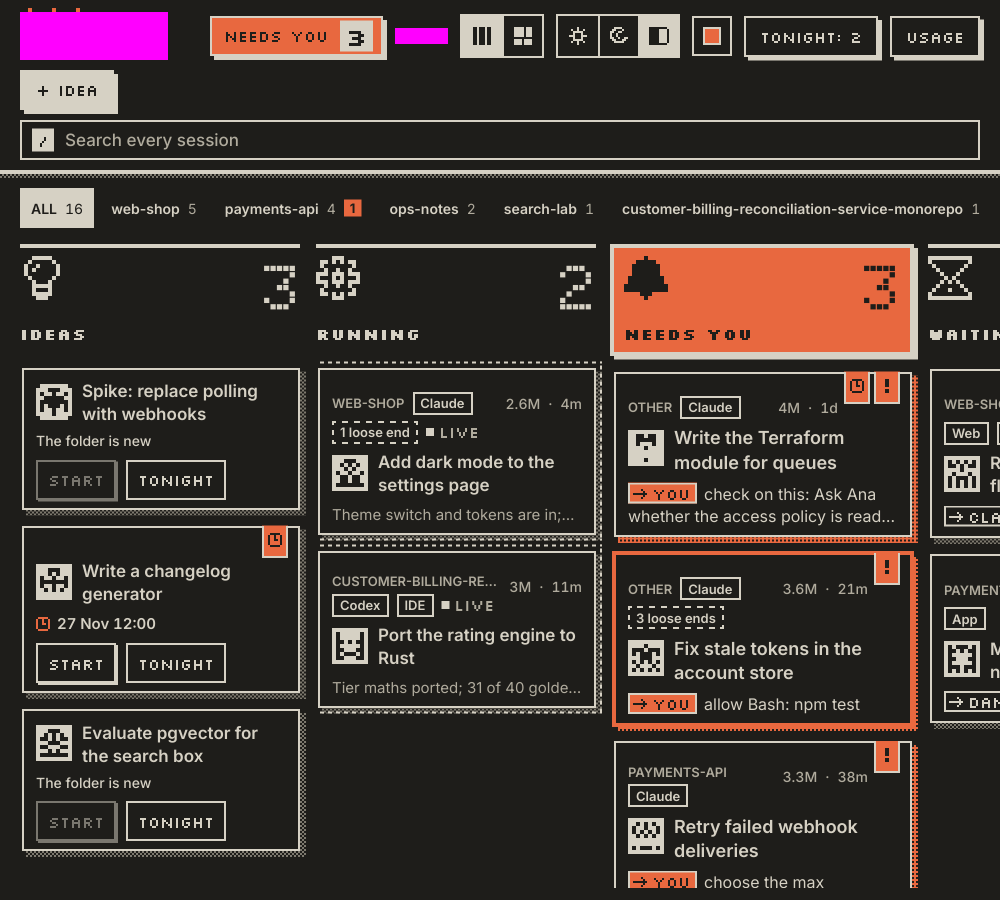 NEEDS YOU 3
TONIGHT: 2
USAGE
+ IDEA
/ Search every session
ALL 16
web-shop 5
payments-api 4 1
ops-notes 2
search-lab 1
customer-billing-reconciliation-service-monorepo 1
3
IDEAS
Spike: replace polling
with webhooks
The folder is new
START TONIGHT
Write a changelog
generator
27 Nov 12:00
START TONIGHT
Evaluate pgvector for
the search box
The folder is new
START TONIGHT
2
RUNNING
WEB-SHOP Claude 2.6M · 4m
1 loose end LIVE
Add dark mode to the
settings page
Theme switch and tokens are in;...
CUSTOMER-BILLING-RE... 3M · 11m
Codex IDE LIVE
Port the rating engine to
Rust
Tier maths ported; 31 of 40 golde...
3
NEEDS YOU
!
OTHER Claude 4M · 1d
Write the Terraform
module for queues
→ YOU check on this: Ask Ana
whether the access policy is read...
!
OTHER Claude 3.6M · 21m
3 loose ends
Fix stale tokens in the
account store
→ YOU allow Bash: npm test
!
PAYMENTS-API 3.3M · 38m
Claude
Retry failed webhook
deliveries
→ YOU choose the max
WAITIN
WEB-SHO
Web
R
fl
→ CLA
PAYMEN
App
M
n
→ DAN